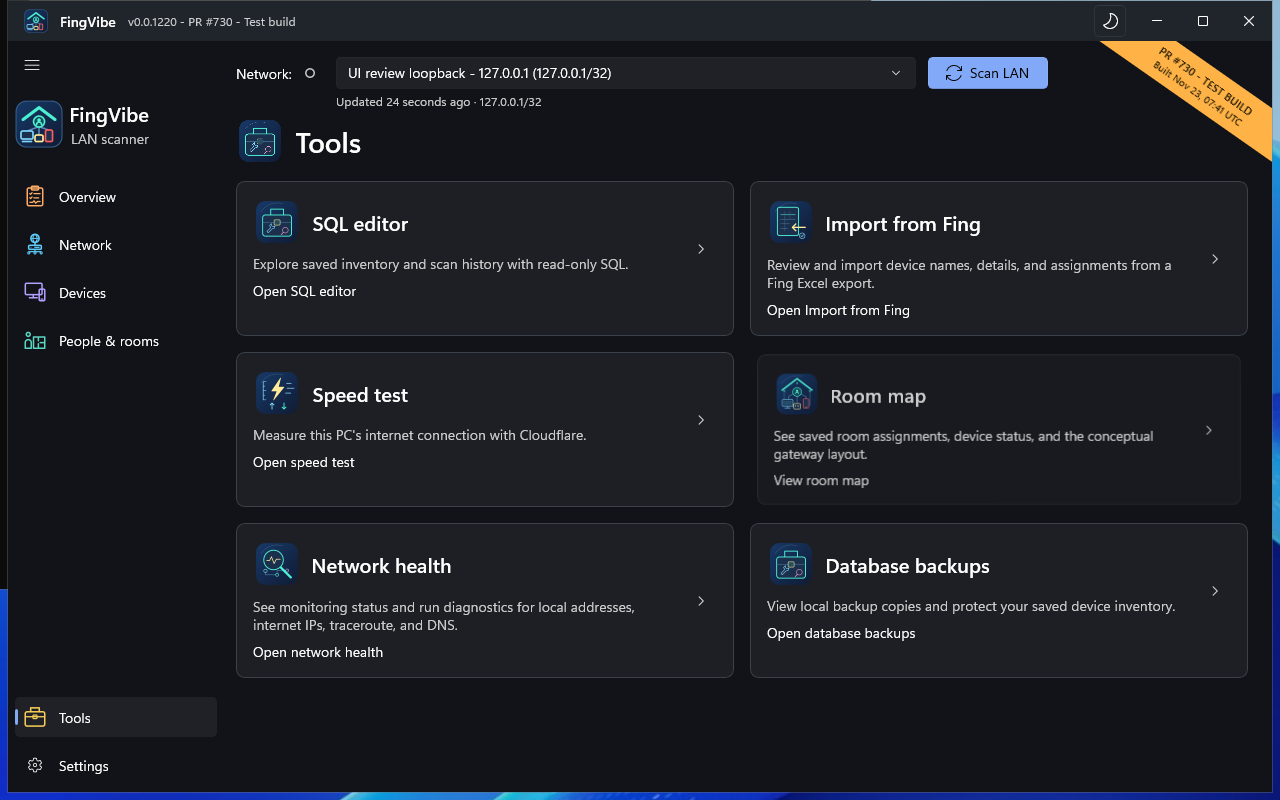 FingVibe v0.0.1220 - PR #730 - Test build
PR #730 - TEST BUILD
Built Nov 23, 07:41 UTC
Network:
UI review loopback - 127.0.0.1 (127.0.0.1/32)
Scan LAN
Updated 24 seconds ago · 127.0.0.1/32
FingVibe
LAN scanner
Overview
Network
Devices
People & rooms
Tools
Settings
Tools
SQL editor
Explore saved inventory and scan history with read-only SQL.
Open SQL editor
Import from Fing
Review and import device names, details, and assignments from a
Fing Excel export.
Open Import from Fing
Speed test
Measure this PC's internet connection with Cloudflare.
Open speed test
Room map
See saved room assignments, device status, and the conceptual
gateway layout.
View room map
Network health
See monitoring status and run diagnostics for local addresses,
internet IPs, traceroute, and DNS.
Open network health
Database backups
View local backup copies and protect your saved device inventory.
Open database backups